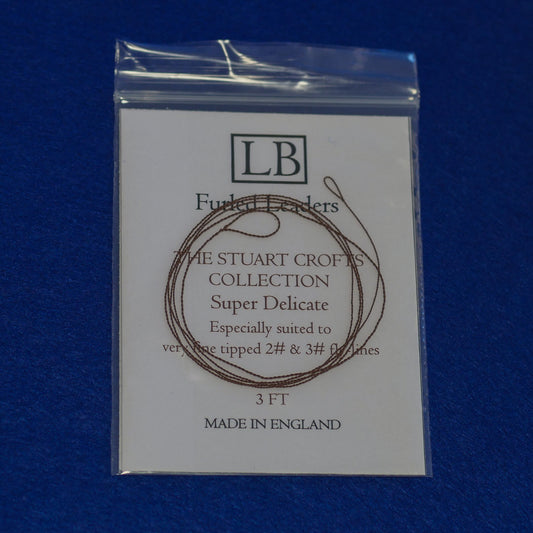 LB
Furled Leaders
THE STUART CROFTS
COLLECTION
Super Delicate
Especially suited to
very fine tipped 2# & 3# fly lines
3 FT
MADE IN ENGLAND